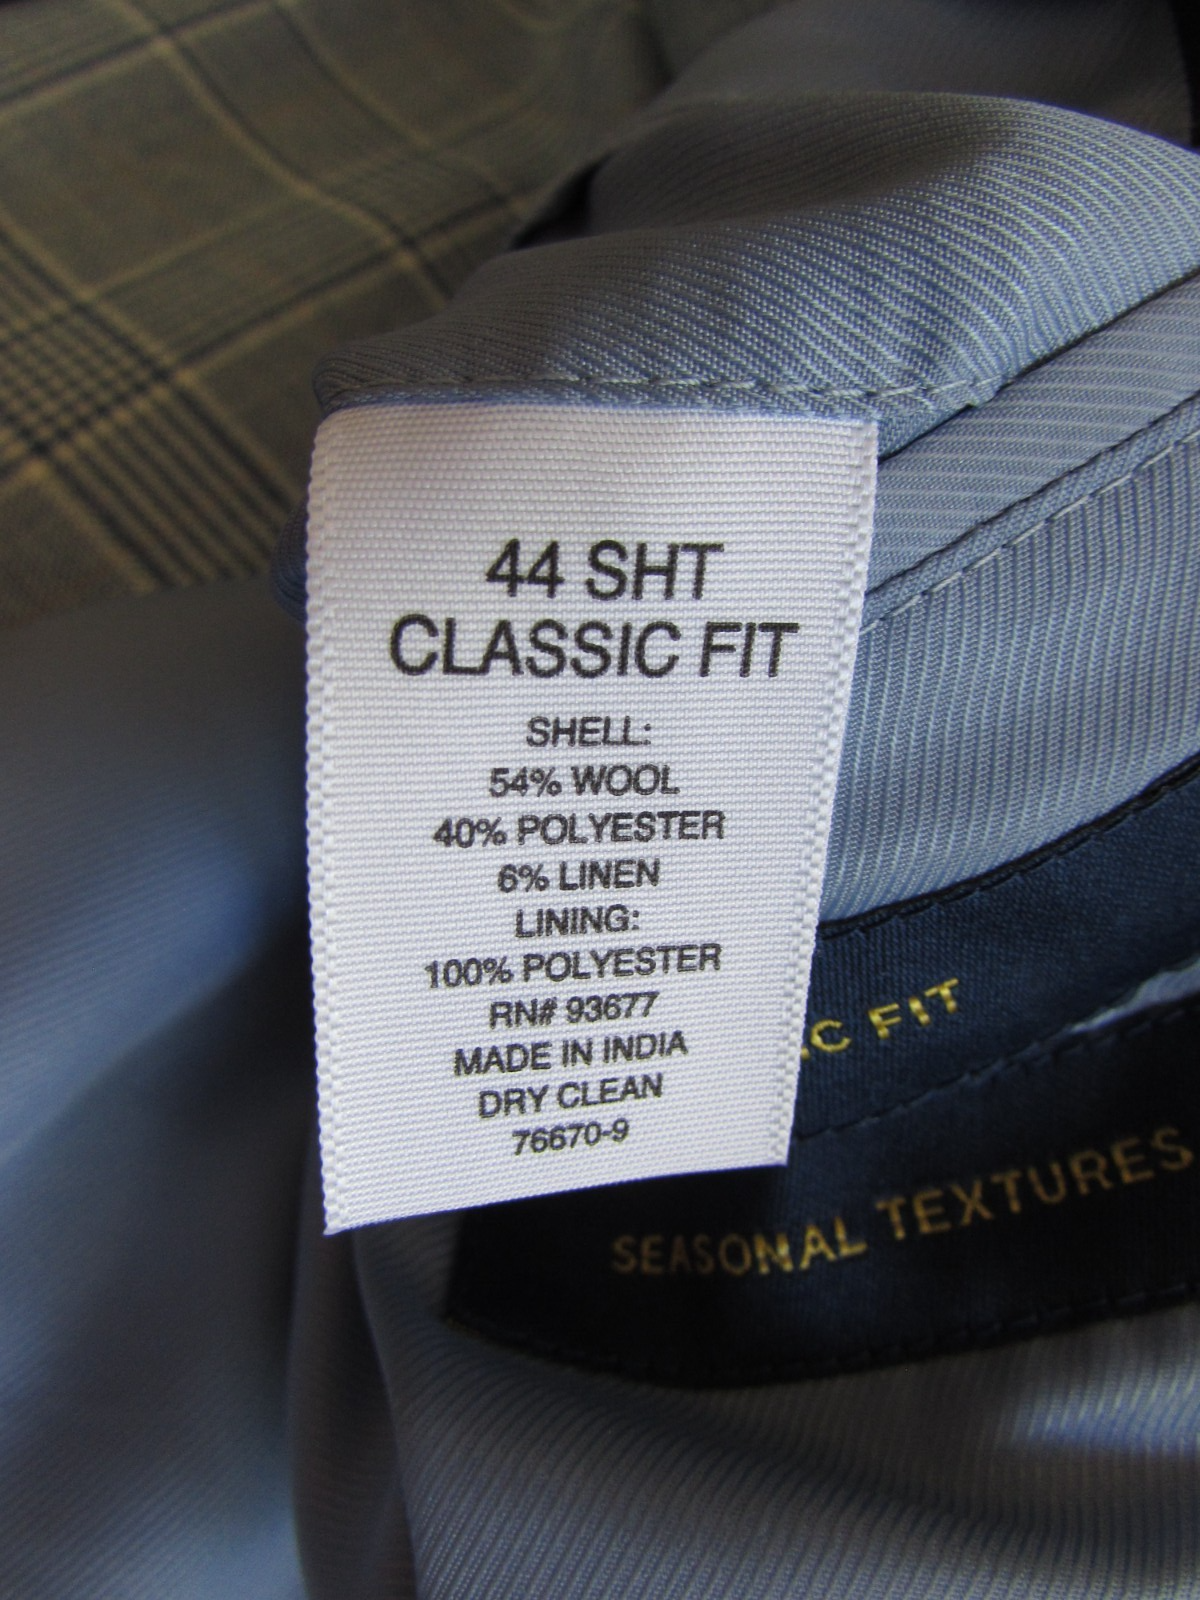 44 SHT
CLASSIC FIT
SHELL:
54% WOOL
40% POLYESTER
6% LINEN
LINING:
100% POLYESTER
RN# 93677
MADE IN INDIA
DRY CLEAN
76670-9
IC FIT
SEASONAL TEXTURES